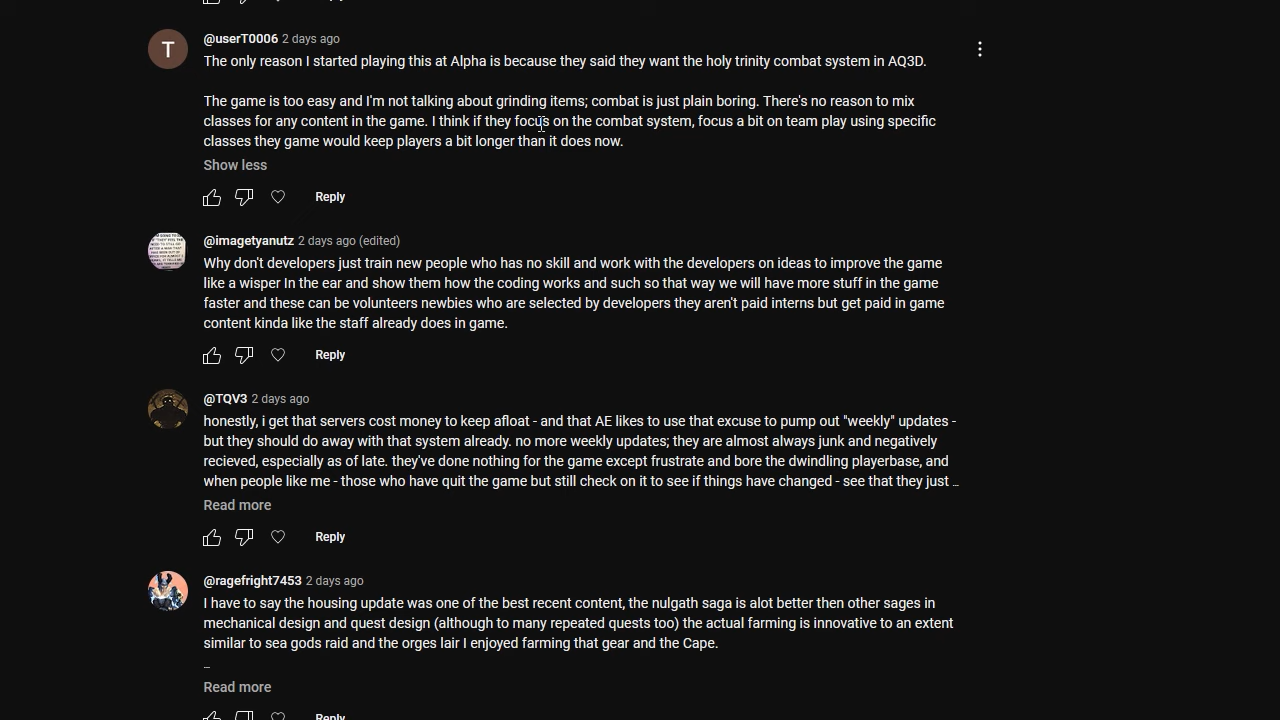 @userT0006 2 days ago
T
The only reason I started playing this at Alpha is because they said they want the holy trinity combat system in AQ3D.
The game is too easy and I'm not talking about grinding items; combat is just plain boring. There's no reason to mix
classes for any content in the game. I think if they focus on the combat system, focus a bit on team play using specific
classes they game would keep players a bit longer than it does now.
Show less
Reply
@imagetyanutz 2 days ago (edited)
Why don't developers just train new people who has no skill and work with the developers on ideas to improve the game
like a wisper In the ear and show them how the coding works and such so that way we will have more stuff in the game
faster and these can be volunteers newbies who are selected by developers they aren't paid interns but get paid in game
content kinda like the staff already does in game.
Reply
@TQV3 2 days ago
honestly, i get that servers cost money to keep afloat - and that AE likes to use that excuse to pump out "weekly" updates -
but they should do away with that system already. no more weekly updates; they are almost always junk and negatively
recieved, especially as of late. they've done nothing for the game except frustrate and bore the dwindling playerbase, and
when people like me - those who have quit the game but still check on it to see if things have changed - see that they just ...
Read more
Reply
@ragefright7453 2 days ago
I have to say the housing update was one of the best recent content, the nulgath saga is alot better then other sages in
mechanical design and quest design (although to many repeated quests too) the actual farming is innovative to an extent
similar to sea gods raid and the orges lair I enjoyed farming that gear and the Cape.
...
Read more
Reply